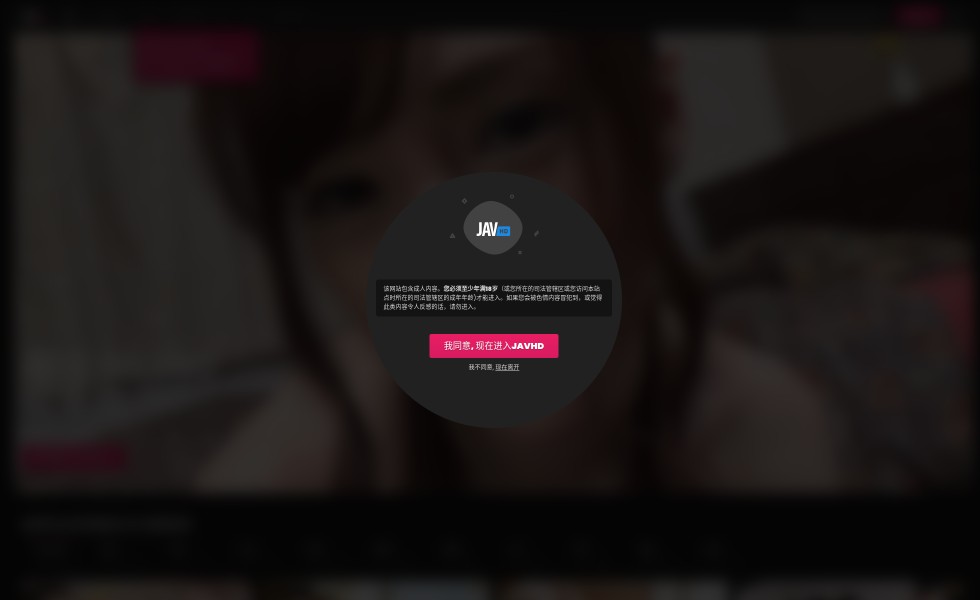 JAV HD
该网站包含成人内容。您必须至少年满18岁（或您所在的司法管辖区或您访问本站
点时所在的司法管辖区的成年年龄)才能进入。如果您会被色情内容冒犯到，或觉得
此类内容令人反感的话，请勿进入。
我同意, 现在进入JAVHD
我不同意, 现在离开